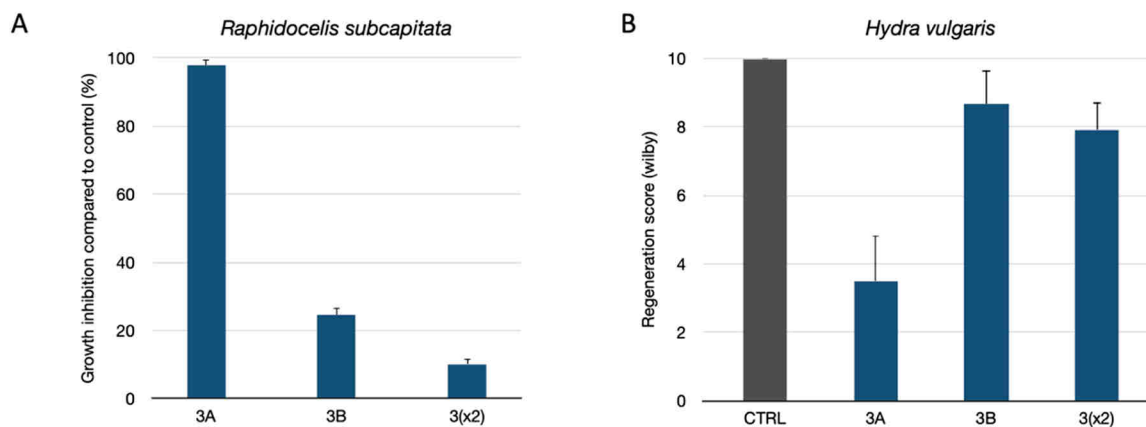 A
Raphidocelis subcapitata
Growth inhibition compared to control (%)
100
80
60
40
20
0
3A
3B
3(x2)
B
Hydra vulgaris
Regeneration score (wilby)
10
8
6
4
2
0
CTRL
3A
3B
3(x2)